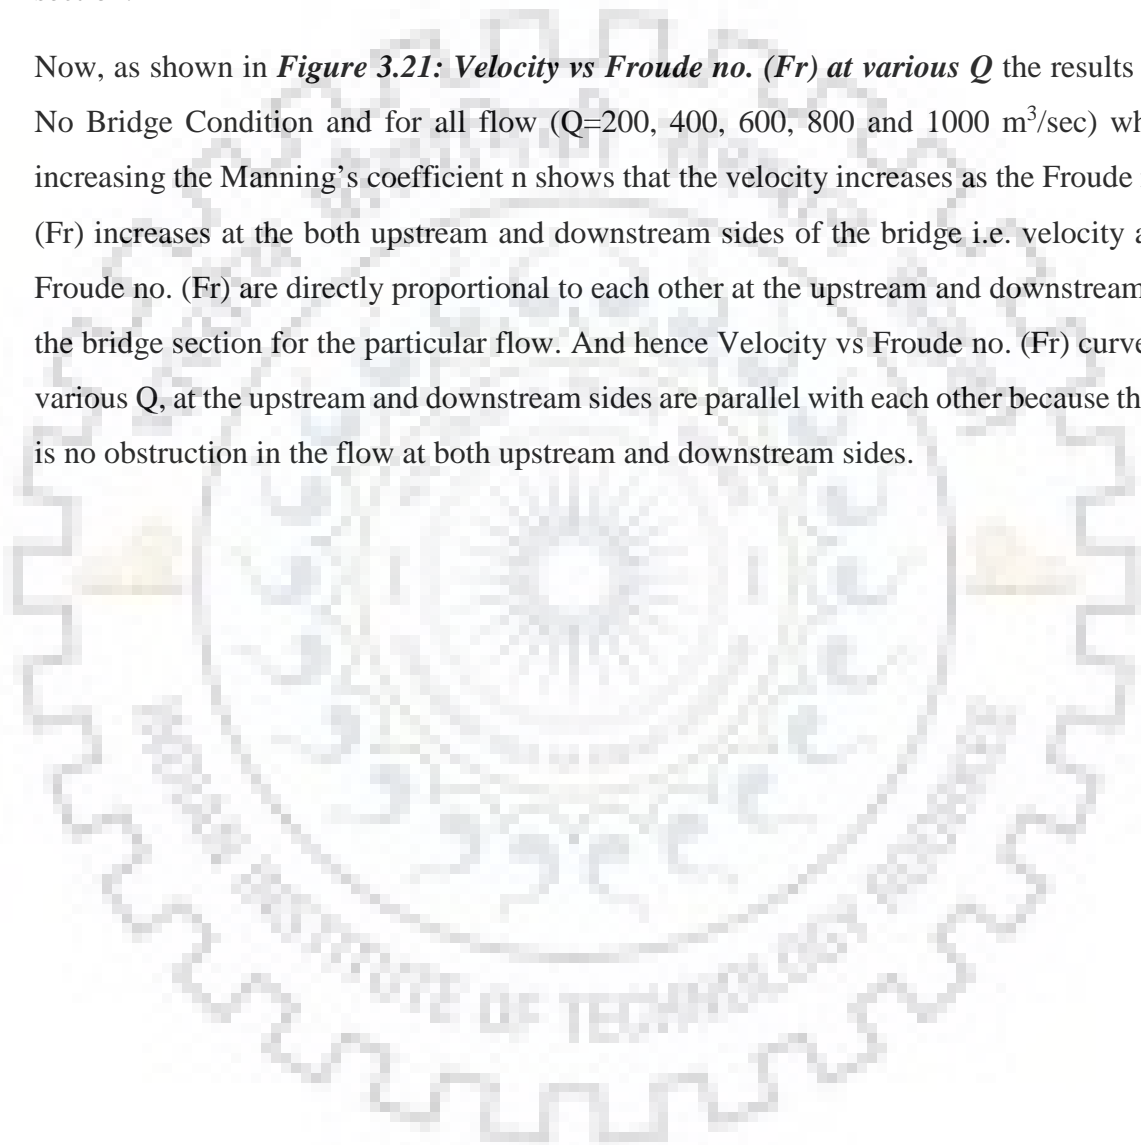 Now, as shown in Figure 3.21: Velocity vs Froude no. (Fr) at various Q the results
No Bridge Condition and for all flow (Q=200, 400, 600, 800 and 1000 m³/sec) wh
increasing the Manning's coefficient n shows that the velocity increases as the Froude
(Fr) increases at the both upstream and downstream sides of the bridge i.e. velocity a
Froude no. (Fr) are directly proportional to each other at the upstream and downstream
the bridge section for the particular flow. And hence Velocity vs Froude no. (Fr) curve
various Q, at the upstream and downstream sides are parallel with each other because th
is no obstruction in the flow at both upstream and downstream sides.
INSTITUTE OF TECHNOLOGY